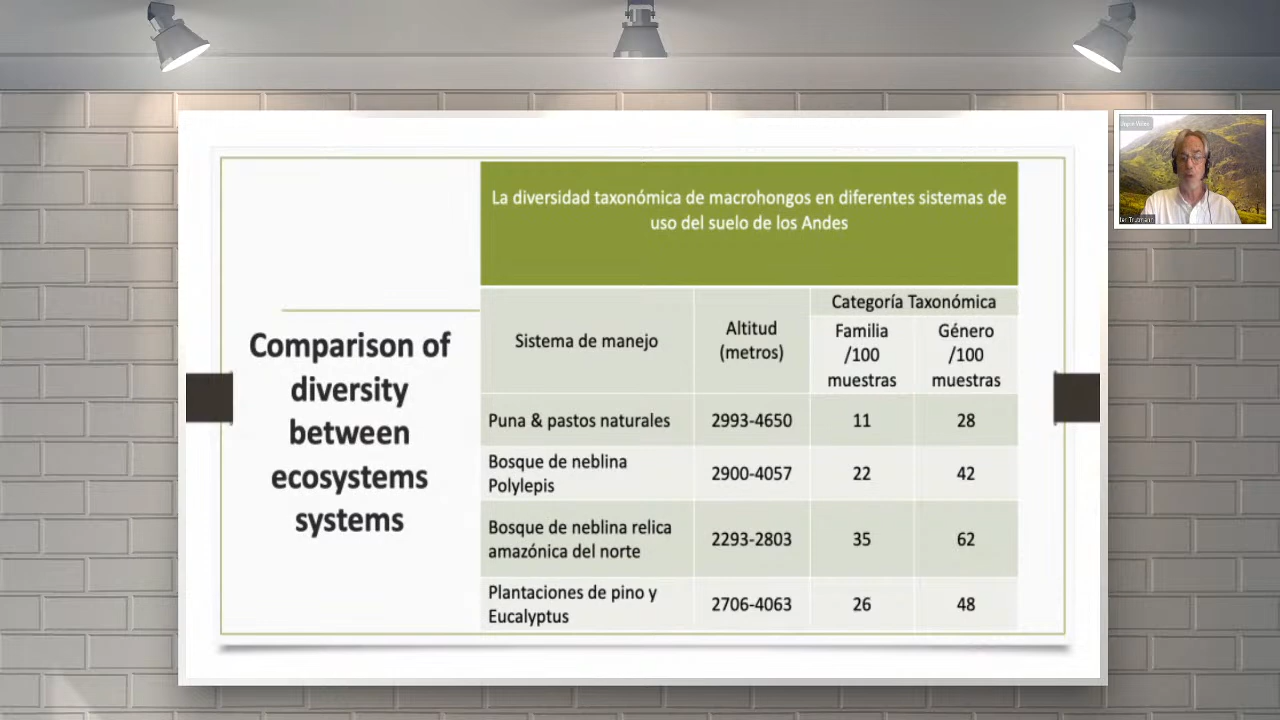 Comparison of
diversity
between
ecosystems
systems
La diversidad taxonómica de macrohongos en diferentes sistemas de
uso del suelo de los Andes
Sistema de manejo
Altitud
(metros)
Categoría Taxonómica
Familia
/100
muestras
Género
/100
muestras
Puna & pastos naturales
2993-4650
11
28
Bosque de neblina
Polylepis
2900-4057
22
42
Bosque de neblina relica
amazónica del norte
2293-2803
35
62
Plantaciones de pino y
Eucalyptus
2706-4063
26
48